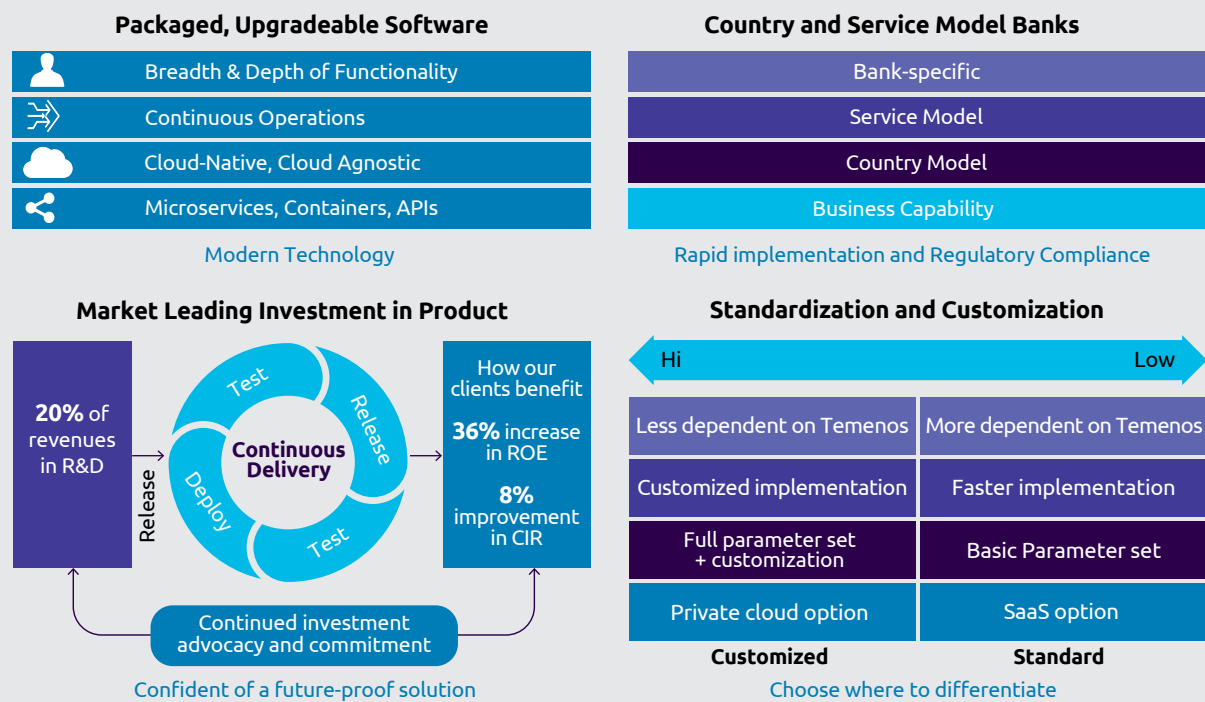 Packaged, Upgradeable Software
Breadth & Depth of Functionality
Continuous Operations
Cloud-Native, Cloud Agnostic
Microservices, Containers, APIs
Modern Technology
Country and Service Model Banks
Bank-specific
Service Model
Country Model
Business Capability
Rapid implementation and Regulatory Compliance
Market Leading Investment in Product
20% of
revenues
in R&D
Release
Test
Release
Test
Deploy
Continuous
Delivery
How our
clients benefit
36% increase
in ROE
8%
improvement
in CIR
Continued investment
advocacy and commitment
Confident of a future-proof solution
Standardization and Customization
Hi
Low
Less dependent on Temenos
More dependent on Temenos
Customized implementation
Faster implementation
Full parameter set
+ customization
Basic Parameter set
Private cloud option
SaaS option
Customized
Standard
Choose where to differentiate